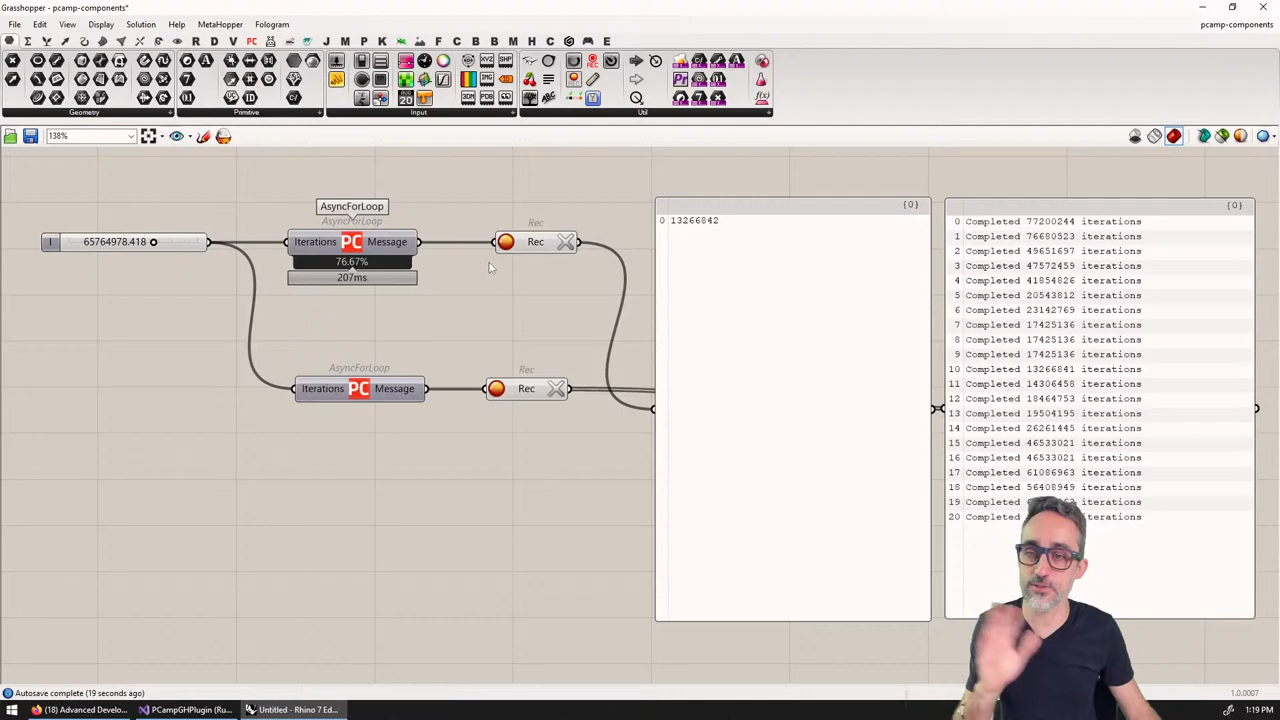 Grasshopper - pcamp-components*
File Edit View Display Solution Help MetaHopper Fologram
pcamp-components
R D V PC J M P K F C B B M H C E
Geometry Primitive Input Util
138%
AsyncForLoop
AsyncForLoop
Rec
65764978.418
Iterations PC Message
Rec
76.67%
207ms
AsyncForLoop
Rec
Iterations PC Message
Rec
{0}
0 13266842
{0}
0 Completed 77200244 iterations
1 Completed 76680523 iterations
2 Completed 49651697 iterations
3 Completed 47572459 iterations
4 Completed 41854826 iterations
5 Completed 20543812 iterations
6 Completed 23142769 iterations
7 Completed 17425136 iterations
8 Completed 17425136 iterations
9 Completed 17425136 iterations
10 Completed 13266841 iterations
11 Completed 14306458 iterations
12 Completed 18464753 iterations
13 Completed 19504195 iterations
14 Completed 26261445 iterations
15 Completed 46533021 iterations
16 Completed 46533021 iterations
17 Completed 61086963 iterations
18 Completed 56408949 iterations
19 Completed iterations
20 Completed iterations
Autosave complete (19 seconds ago)
1.0.0007
(18) Advanced Develo... PCampGHPlugin (Ru... Untitled - Rhino 7 Ed...
1:19 PM